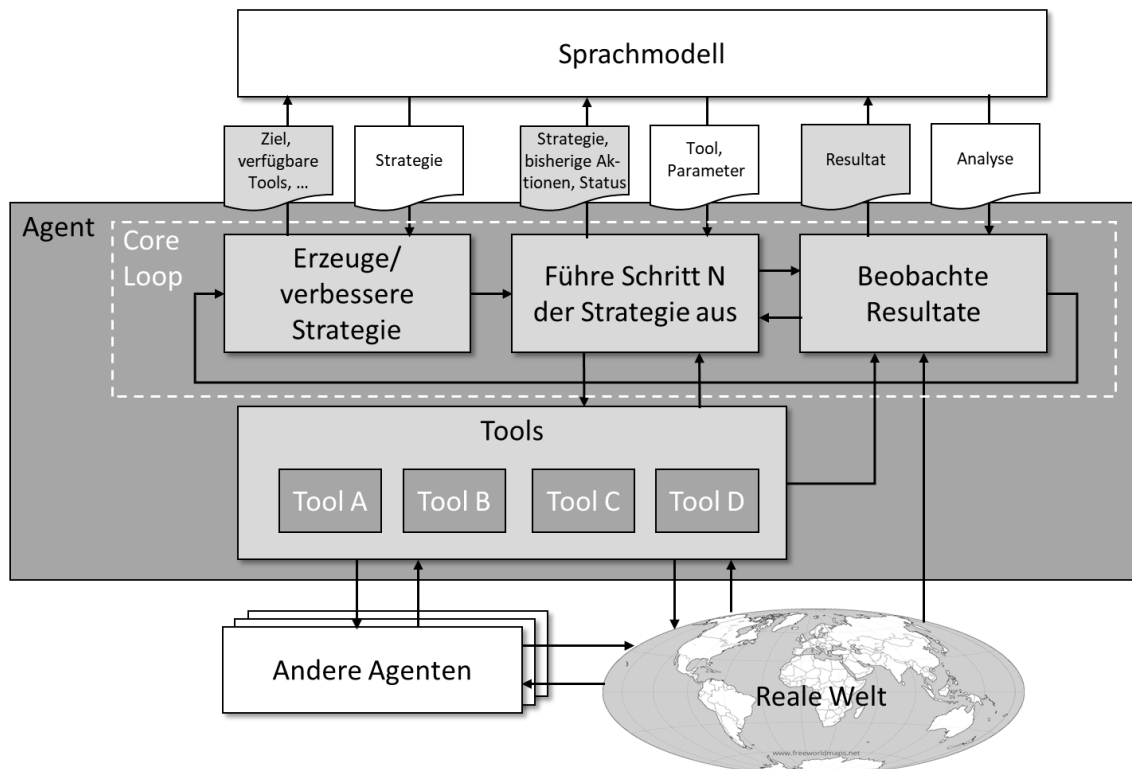 Sprachmodell
Ziel,
verfügbare
Tools, ...
Strategie
Strategie,
bisherige Ak-
tionen, Status
Tool,
Parameter
Resultat
Analyse
Agent
Core
Loop
Erzeuge/
verbessere
Strategie
Führe Schritt N
der Strategie aus
Beobachte
Resultate
Tools
Tool A
Tool B
Tool C
Tool D
Andere Agenten
Reale Welt
www.freeworldmaps.net